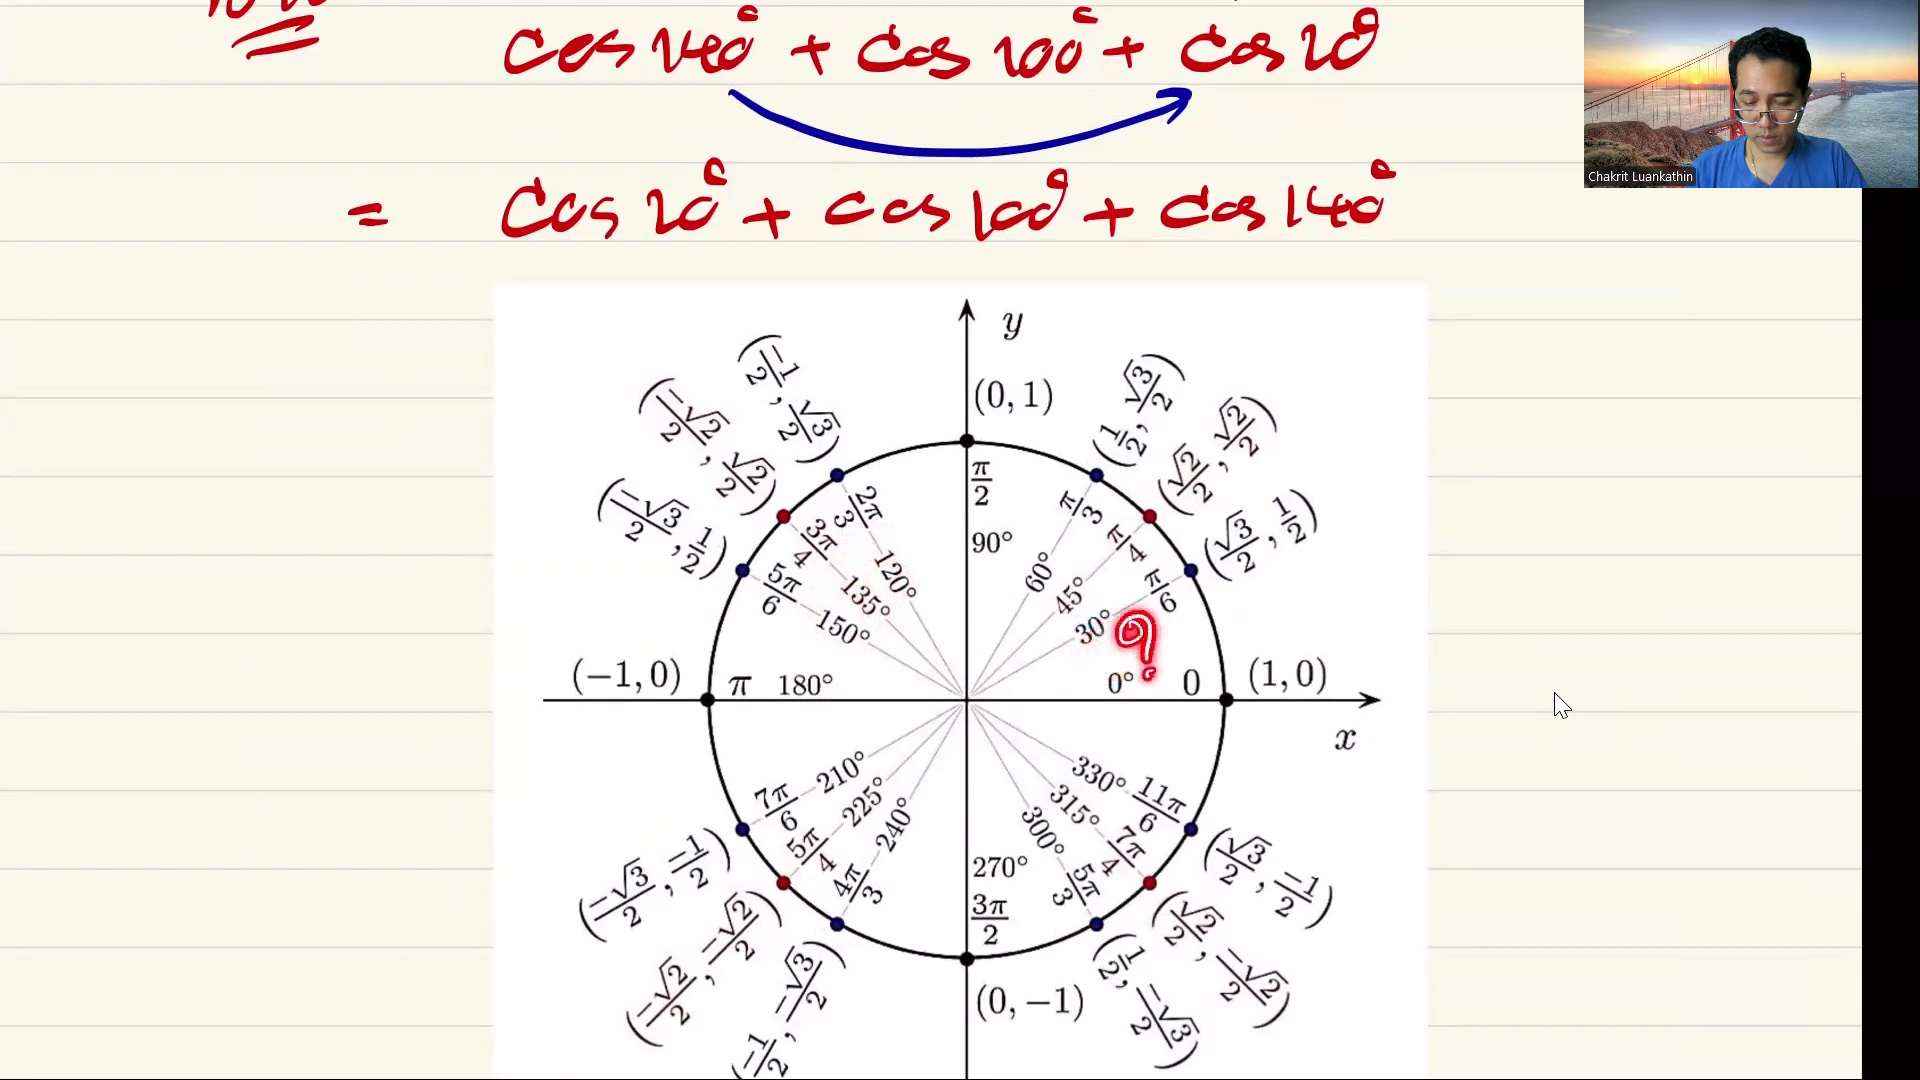 cos 140° + cos 100° + cos 20°
Chakrit Luankathin
= cos 20° + cos 100° + cos 140°
y
(0, 1)
(-1/2, √3/2)
(1/2, √3/2)
(-√2/2, √2/2)
(√2/2, √2/2)
(-√3/2, 1/2)
(√3/2, 1/2)
2π/3 π/2 π/3
3π/4 π/4
5π/6 π/6
120° 90° 60°
135° 45°
150° 30° ?
(-1, 0) π 180° 0° 0 (1, 0)
x
210° 330°
7π/6 11π/6
225° 315°
5π/4 7π/4
240° 270° 300°
4π/3 3π/2 5π/3
(-√3/2, -1/2)
(√3/2, -1/2)
(-√2/2, -√2/2)
(√2/2, -√2/2)
(-1/2, -√3/2)
(0, -1)
(1/2, -√3/2)